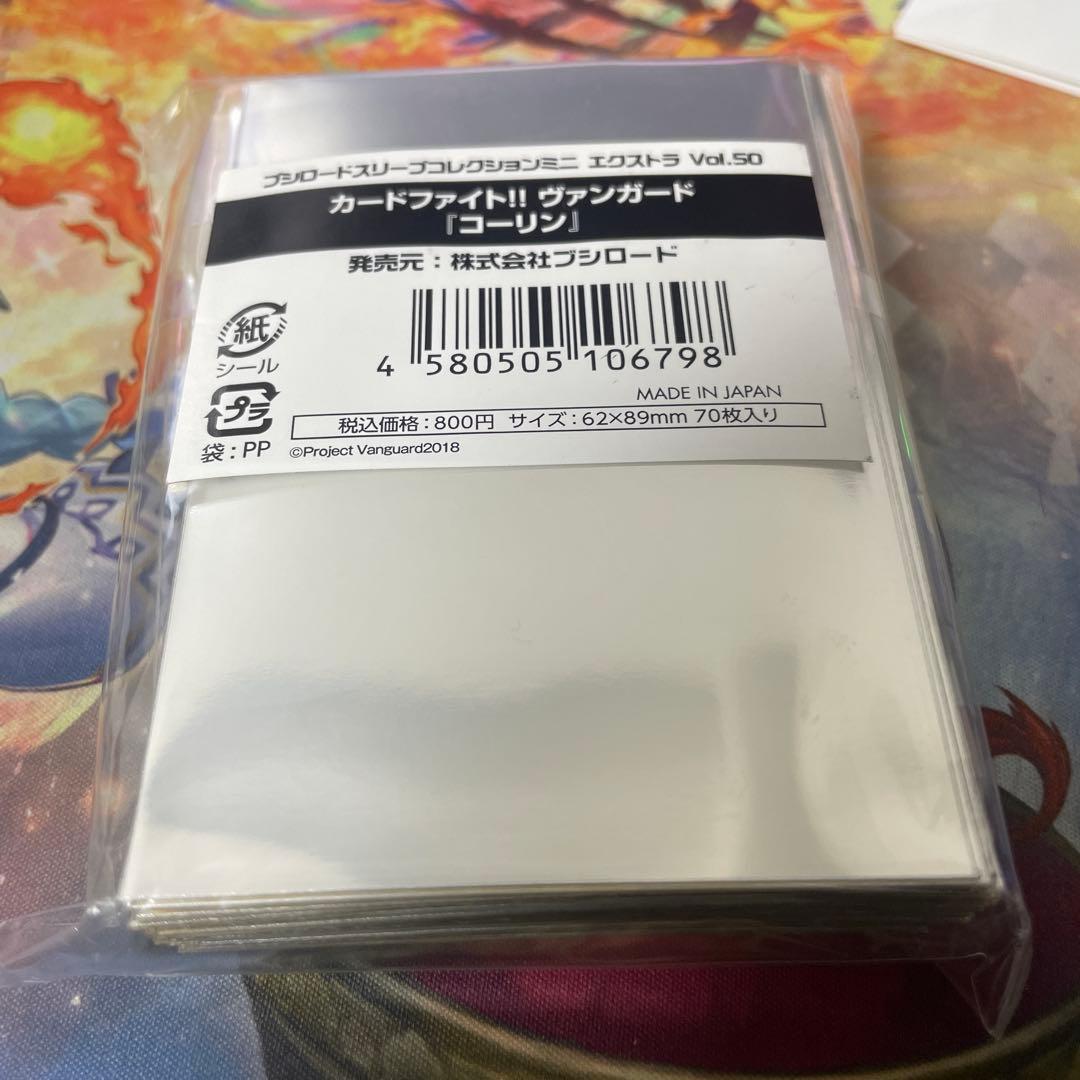 ブシロードスリーブコレクションミニ エクストラ Vol.50
カードファイト!! ヴァンガード
『コーリン』
発売元:株式会社ブシロード
紙
シール
プラ
袋:PP
4 580505 106798
MADE IN JAPAN
税込価格:800円 サイズ:62×89mm 70枚入り
©Project Vanguard2018